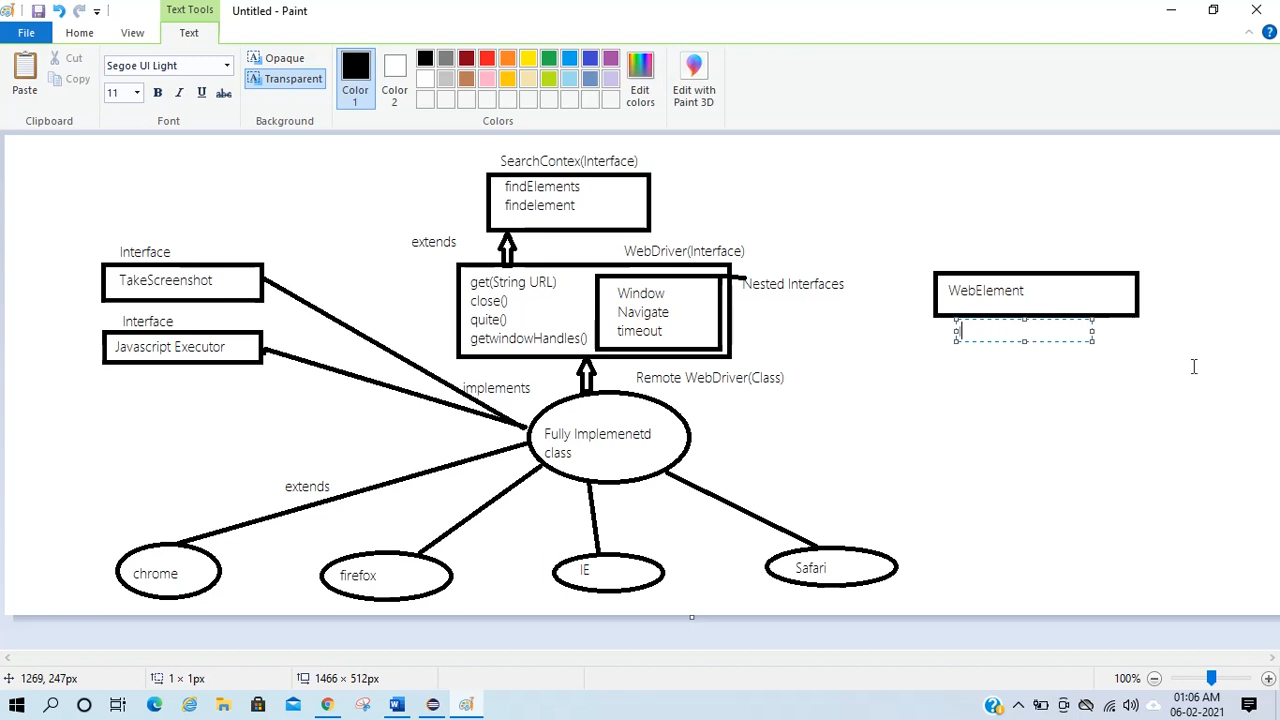 Text Tools
Untitled - Paint
File
Home
View
Text
Paste
Cut
Copy
Clipboard
Segoe UI Light
11
B
I
U
abc
Font
Opaque
Transparent
Background
Color 1
Color 2
Edit colors
Colors
Edit with Paint 3D
SearchContex(Interface)
findElements
findelement
extends
WebDriver(Interface)
Interface
TakeScreenshot
get(String URL)
close()
quite()
getwindowHandles()
Window
Navigate
timeout
Nested Interfaces
WebElement
Interface
Javascript Executor
implements
Remote WebDriver(Class)
Fully Implemenetd
class
extends
chrome
firefox
IE
Safari
1269, 247px
1 × 1px
1466 × 512px
100%
01:06 AM
06-02-2021